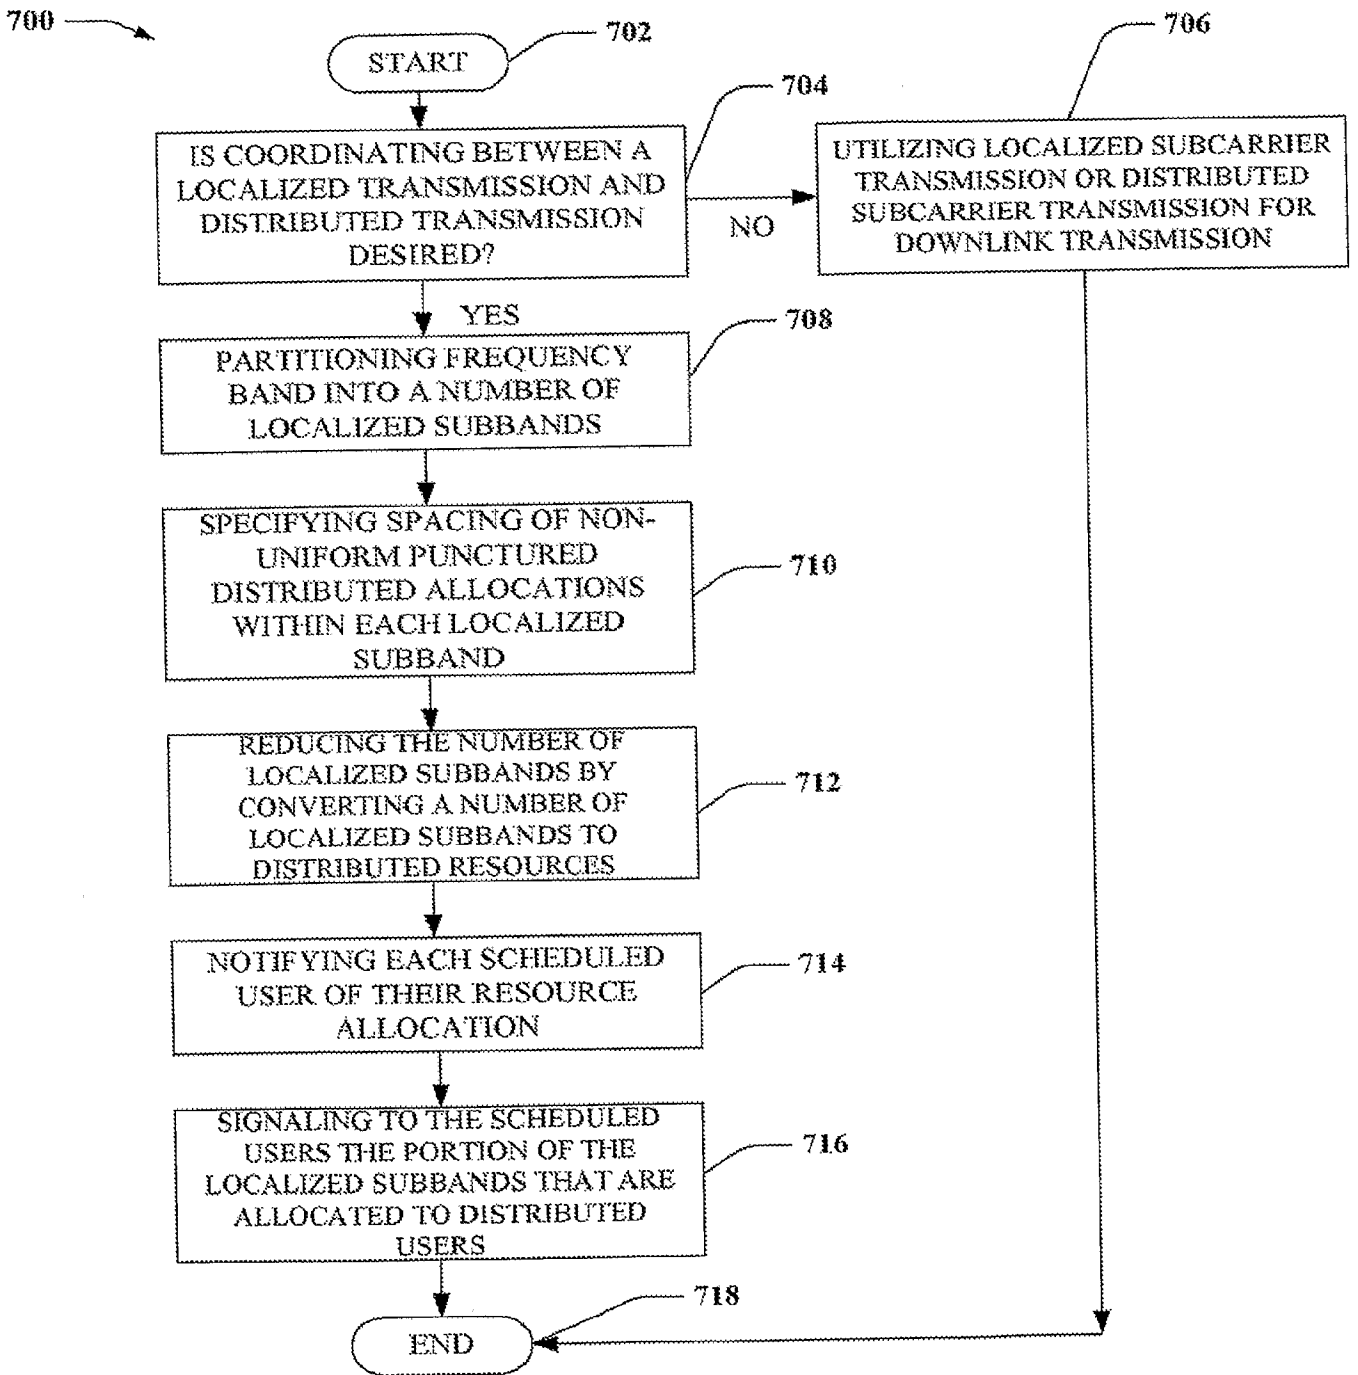 700
702
START
706
704
IS COORDINATING BETWEEN A
LOCALIZED TRANSMISSION AND
DISTRIBUTED TRANSMISSION
DESIRED?
NO
UTILIZING LOCALIZED SUBCARRIER
TRANSMISSION OR DISTRIBUTED
SUBCARRIER TRANSMISSION FOR
DOWNLINK TRANSMISSION
YES
708
PARTITIONING FREQUENCY
BAND INTO A NUMBER OF
LOCALIZED SUBBANDS
SPECIFYING SPACING OF NON-
UNIFORM PUNCTURED
DISTRIBUTED ALLOCATIONS
WITHIN EACH LOCALIZED
SUBBAND
710
REDUCING THE NUMBER OF
LOCALIZED SUBBANDS BY
CONVERTING A NUMBER OF
LOCALIZED SUBBANDS TO
DISTRIBUTED RESOURCES
712
NOTIFYING EACH SCHEDULED
USER OF THEIR RESOURCE
ALLOCATION
714
SIGNALING TO THE SCHEDULED
USERS THE PORTION OF THE
LOCALIZED SUBBANDS THAT ARE
ALLOCATED TO DISTRIBUTED
USERS
716
718
END